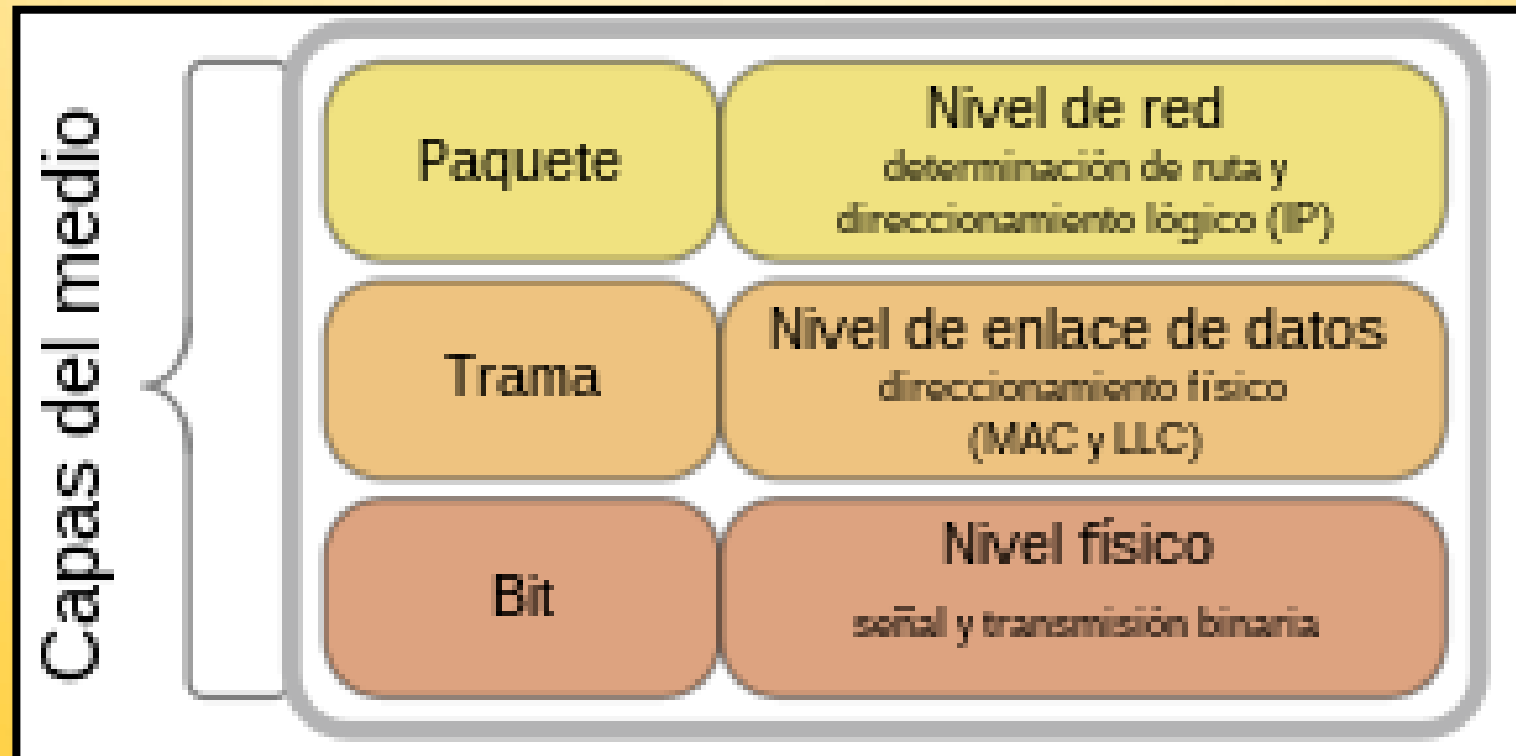 Capas del medio
Paquete
Nivel de red
determinación de ruta y
direccionamiento lógico (IP)
Trama
Nivel de enlace de datos
direccionamiento físico
(MAC y LLC)
Bit
Nivel físico
señal y transmisión binaria